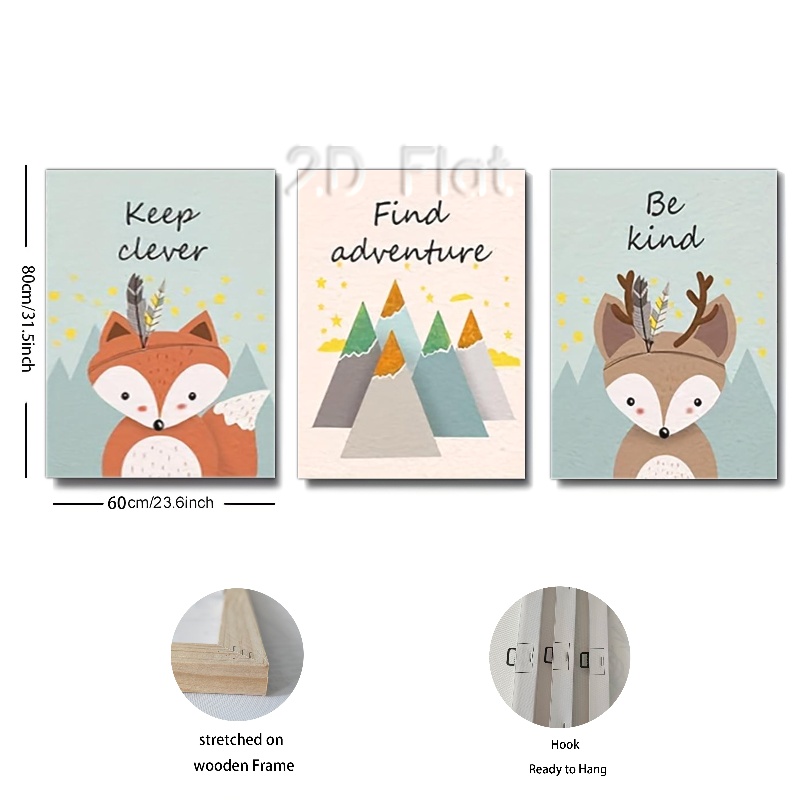 2D Flat
Keep
clever
Find
adventure
Be
kind
80cm/31.5inch
60cm/23.6inch
stretched on
wooden Frame
Hook
Ready to Hang